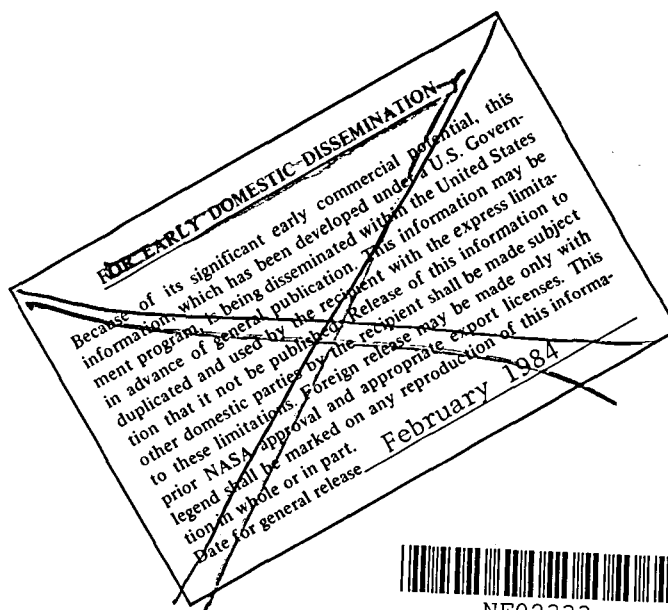 FOR EARLY DOMESTIC DISSEMINATION
Because of its significant early commercial potential, this
information, which has been developed under a U.S. Govern-
ment program, is being disseminated within the United States
in advance of general publication. This information may be
duplicated and used by the recipient with the express limita-
tion that it not be published. Release of this information to
other domestic parties by the recipient shall be made subject
to these limitations. Foreign release may be made only with
prior NASA approval and appropriate export licenses. This
legend shall be marked on any reproduction of this informa-
tion in whole or in part.
Date for general release February 1984